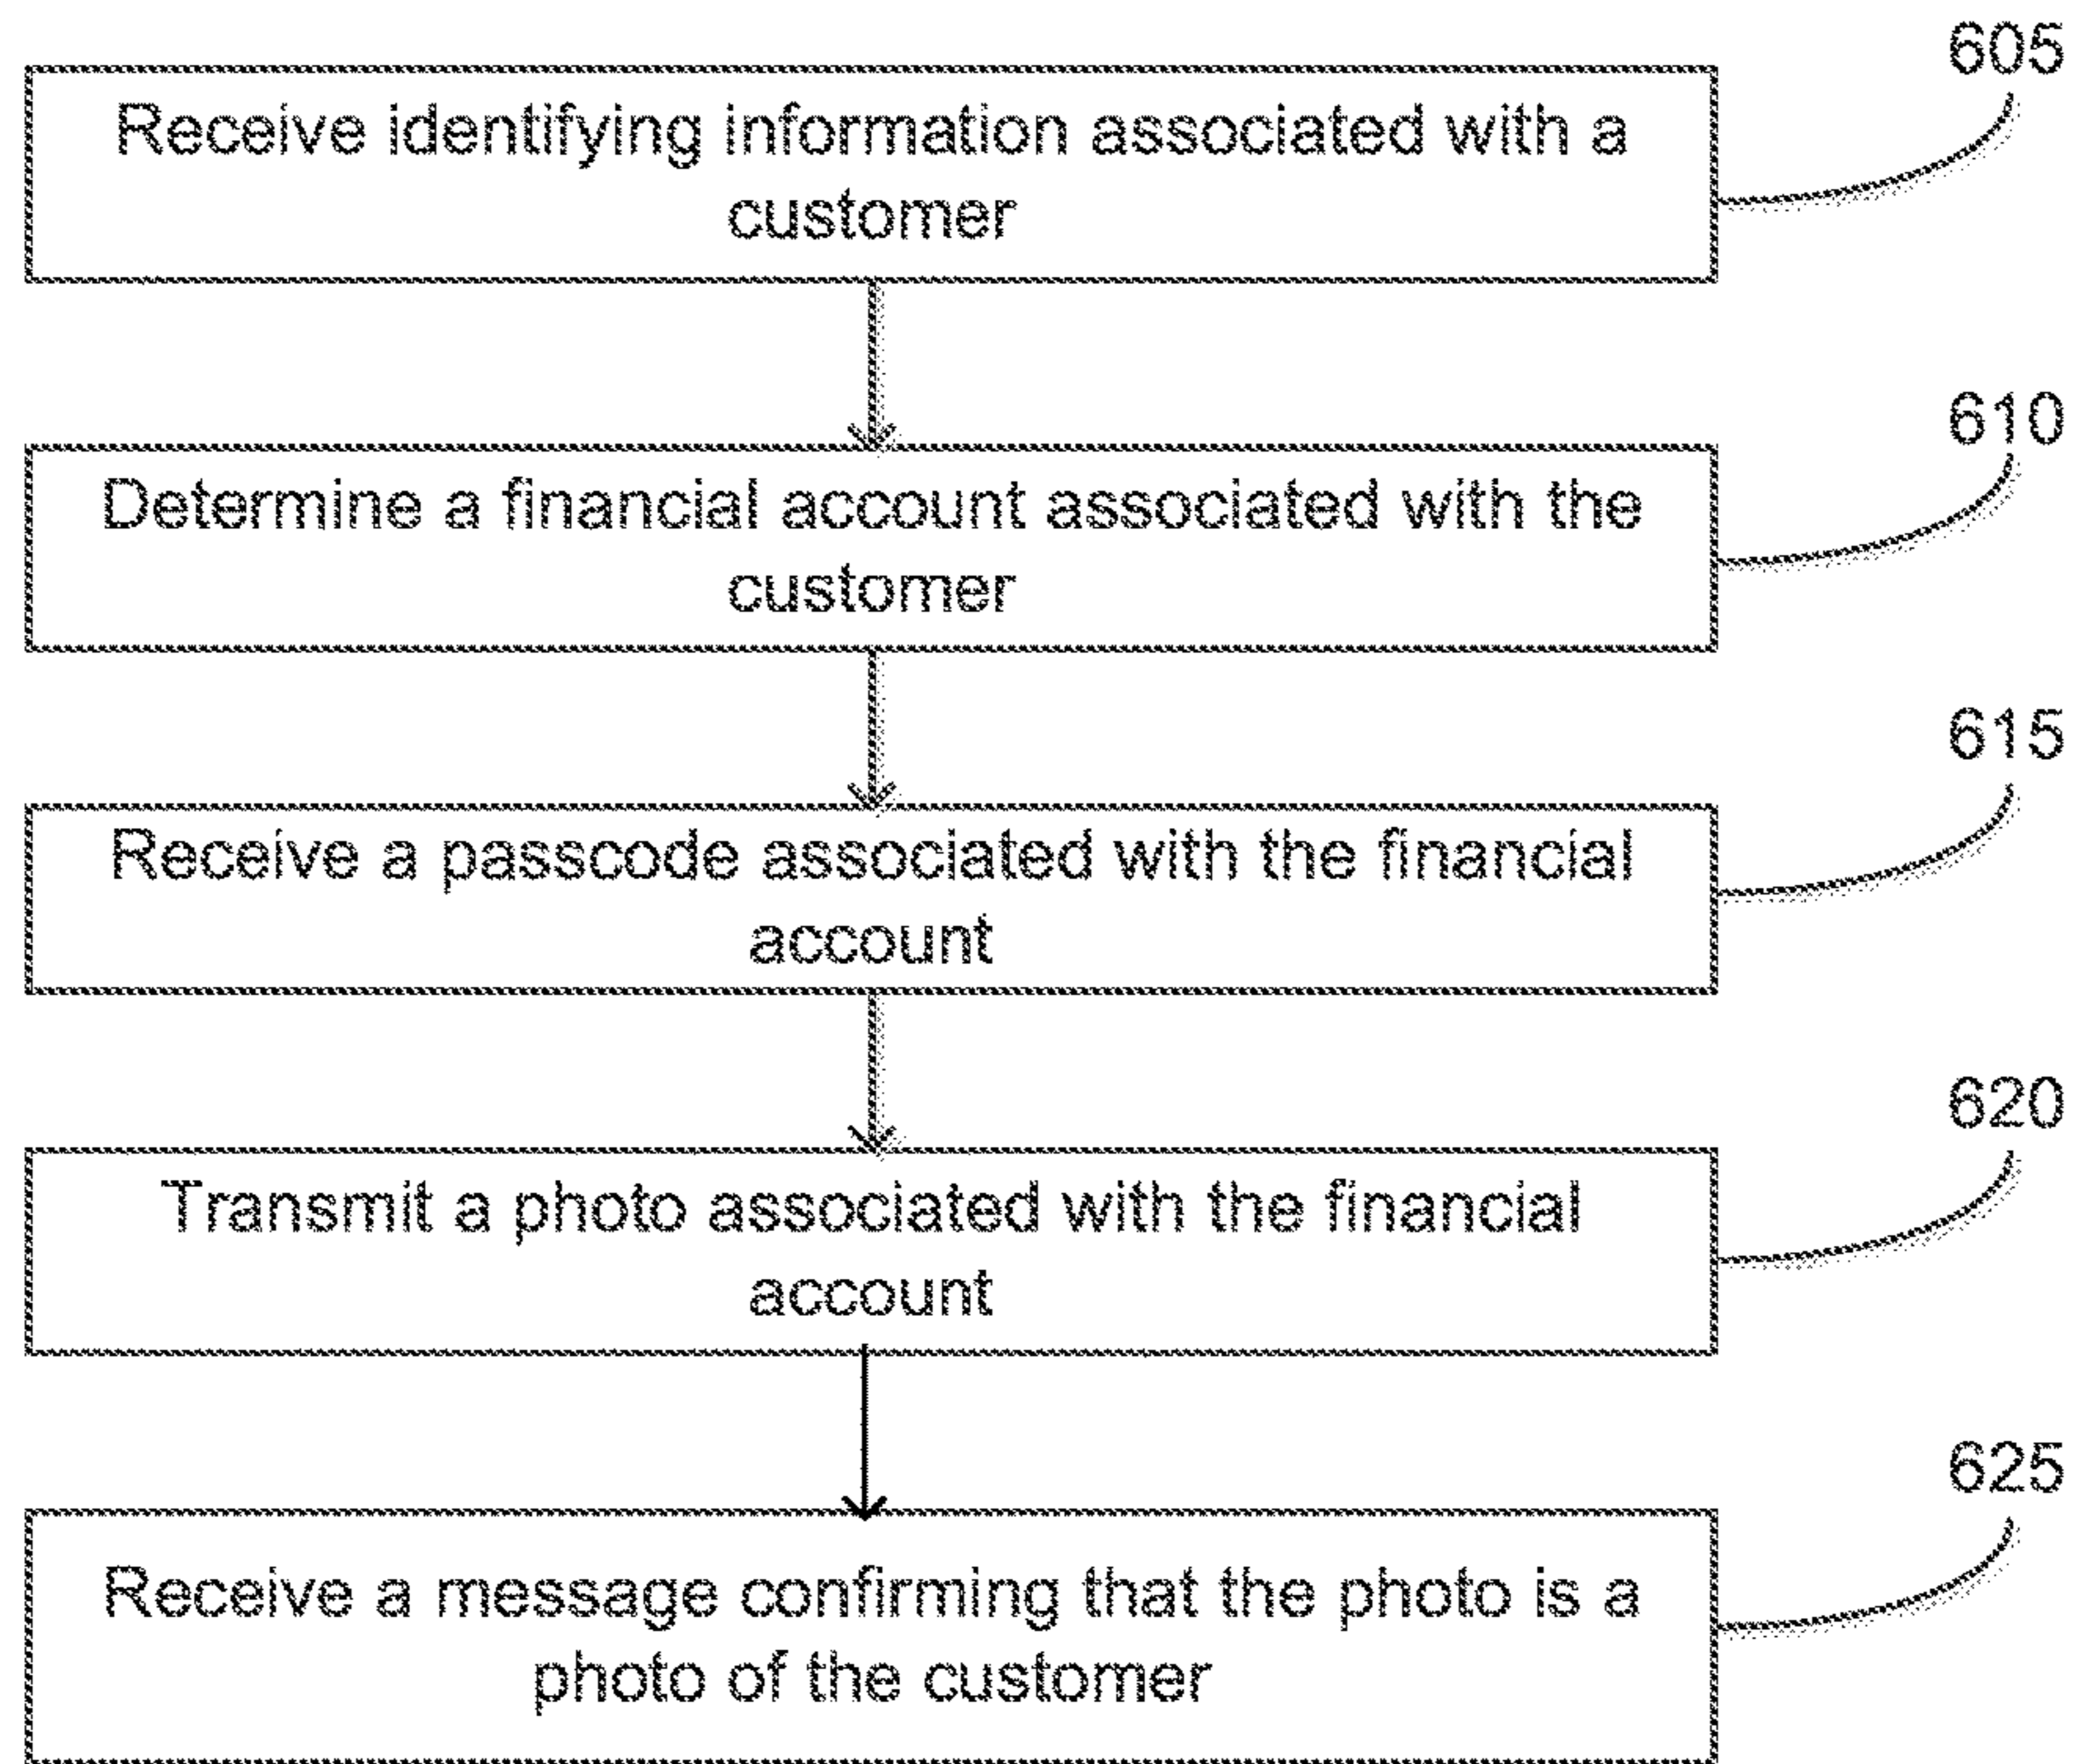 605
Receive identifying information associated with a
customer
610
Determine a financial account associated with the
customer
615
Receive a passcode associated with the financial
account
620
Transmit a photo associated with the financial
account
625
Receive a message confirming that the photo is a
photo of the customer